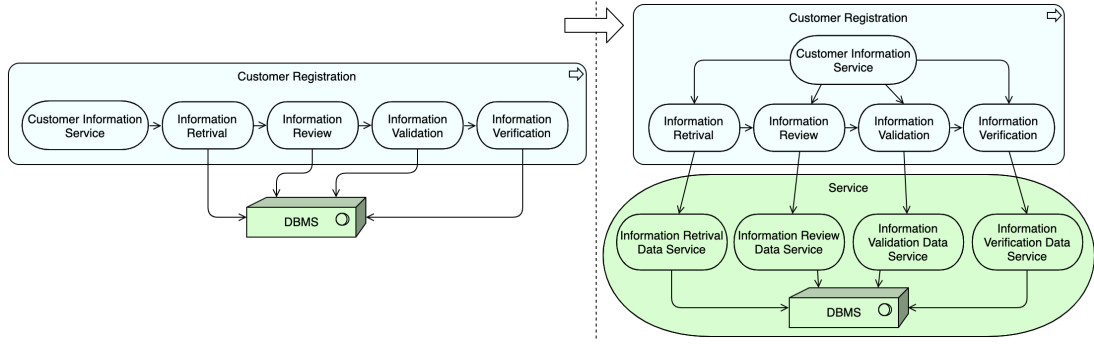 Customer Registration
Customer Information
Service
Information
Retrival
Information
Review
Information
Validation
Information
Verification
DBMS
Customer Registration
Customer Information
Service
Information
Retrival
Information
Review
Information
Validation
Information
Verification
Service
Information Retrival
Data Service
Information Review
Data Service
Information
Validation Data
Service
Information
Verification Data
Service
DBMS